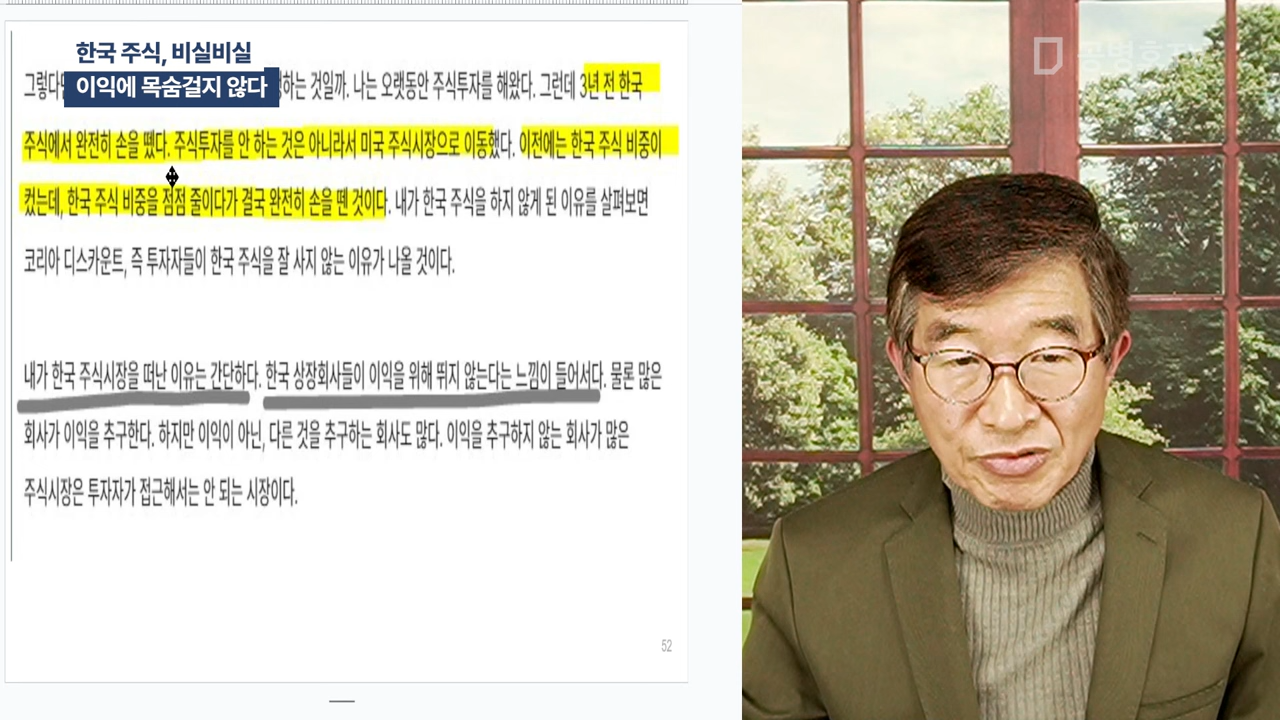 한국 주식, 비실비실
이익에 목숨걸지 않다
하는 것일까. 나는 오랫동안 주식투자를 해왔다. 그런데 3년 전 한국
주식에서 완전히 손을 뗐다. 주식투자를 안 하는 것은 아니라서 미국 주식시장으로 이동했다. 이전에는 한국 주식 비중이
컸는데, 한국 주식 비중을 점점 줄이다가 결국 완전히 손을 뗀 것이다. 내가 한국 주식을 하지 않게 된 이유를 살펴보면
코리아 디스카운트, 즉 투자자들이 한국 주식을 잘 사지 않는 이유가 나올 것이다.
내가 한국 주식시장을 떠난 이유는 간단하다. 한국 상장회사들이 이익을 위해 뛰지 않는다는 느낌이 들어서다. 물론 많은
회사가 이익을 추구한다. 하지만 이익이 아닌, 다른 것을 추구하는 회사도 많다. 이익을 추구하지 않는 회사가 많은
주식시장은 투자자가 접근해서는 안 되는 시장이다.
52